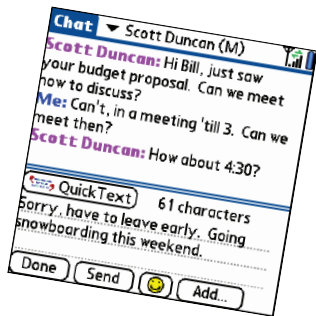 Chat Scott Duncan (M)
Scott Duncan: Hi Bill, just saw
your budget proposal. Can we meet
now to discuss?
Me: Can't, in a meeting 'till 3. Can we
meet then?
Scott Duncan: How about 4:30?
QuickText 61 characters
Sorry, have to leave early. Going
snowboarding this weekend.
Done Send Add...